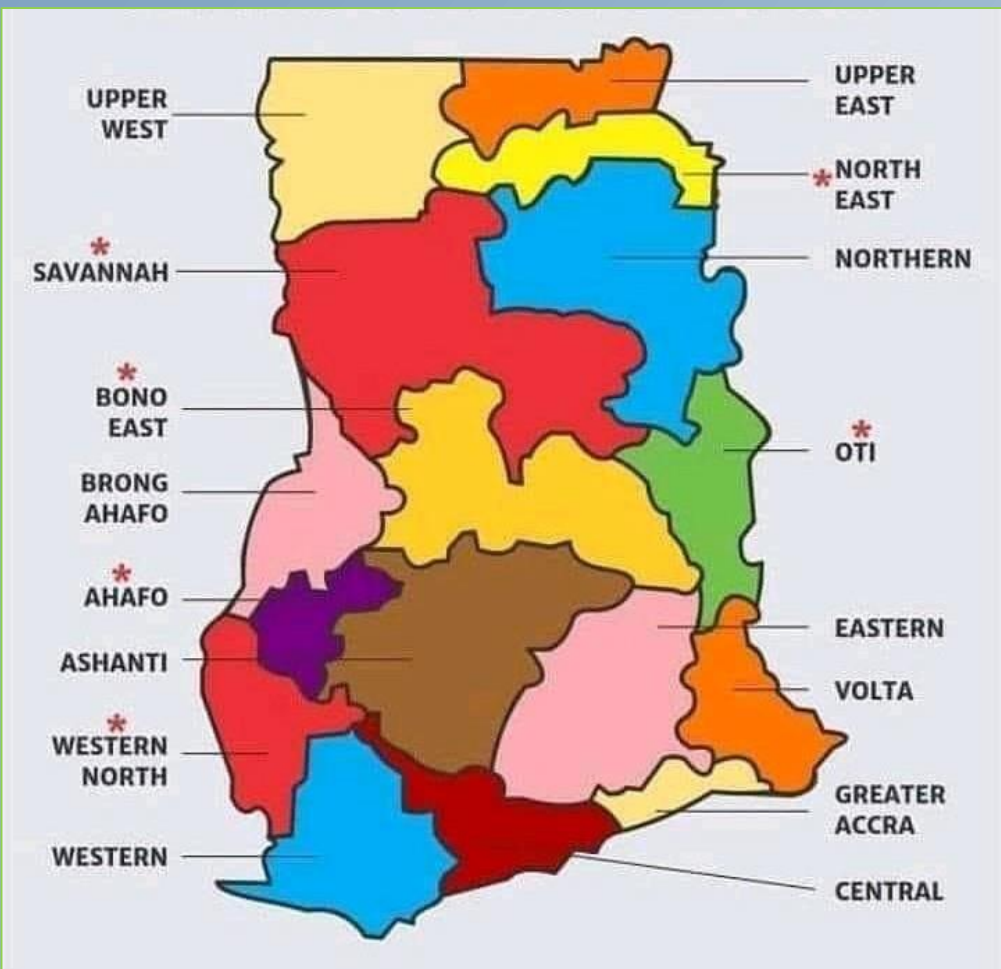 UPPER
WEST
*
SAVANNAH
*
BONO
EAST
BRONG
AHAFO
*
AHAFO
ASHANTI
*
WESTERN
NORTH
WESTERN
UPPER
EAST
*NORTH
EAST
NORTHERN
*
OTI
EASTERN
VOLTA
GREATER
ACCRA
CENTRAL